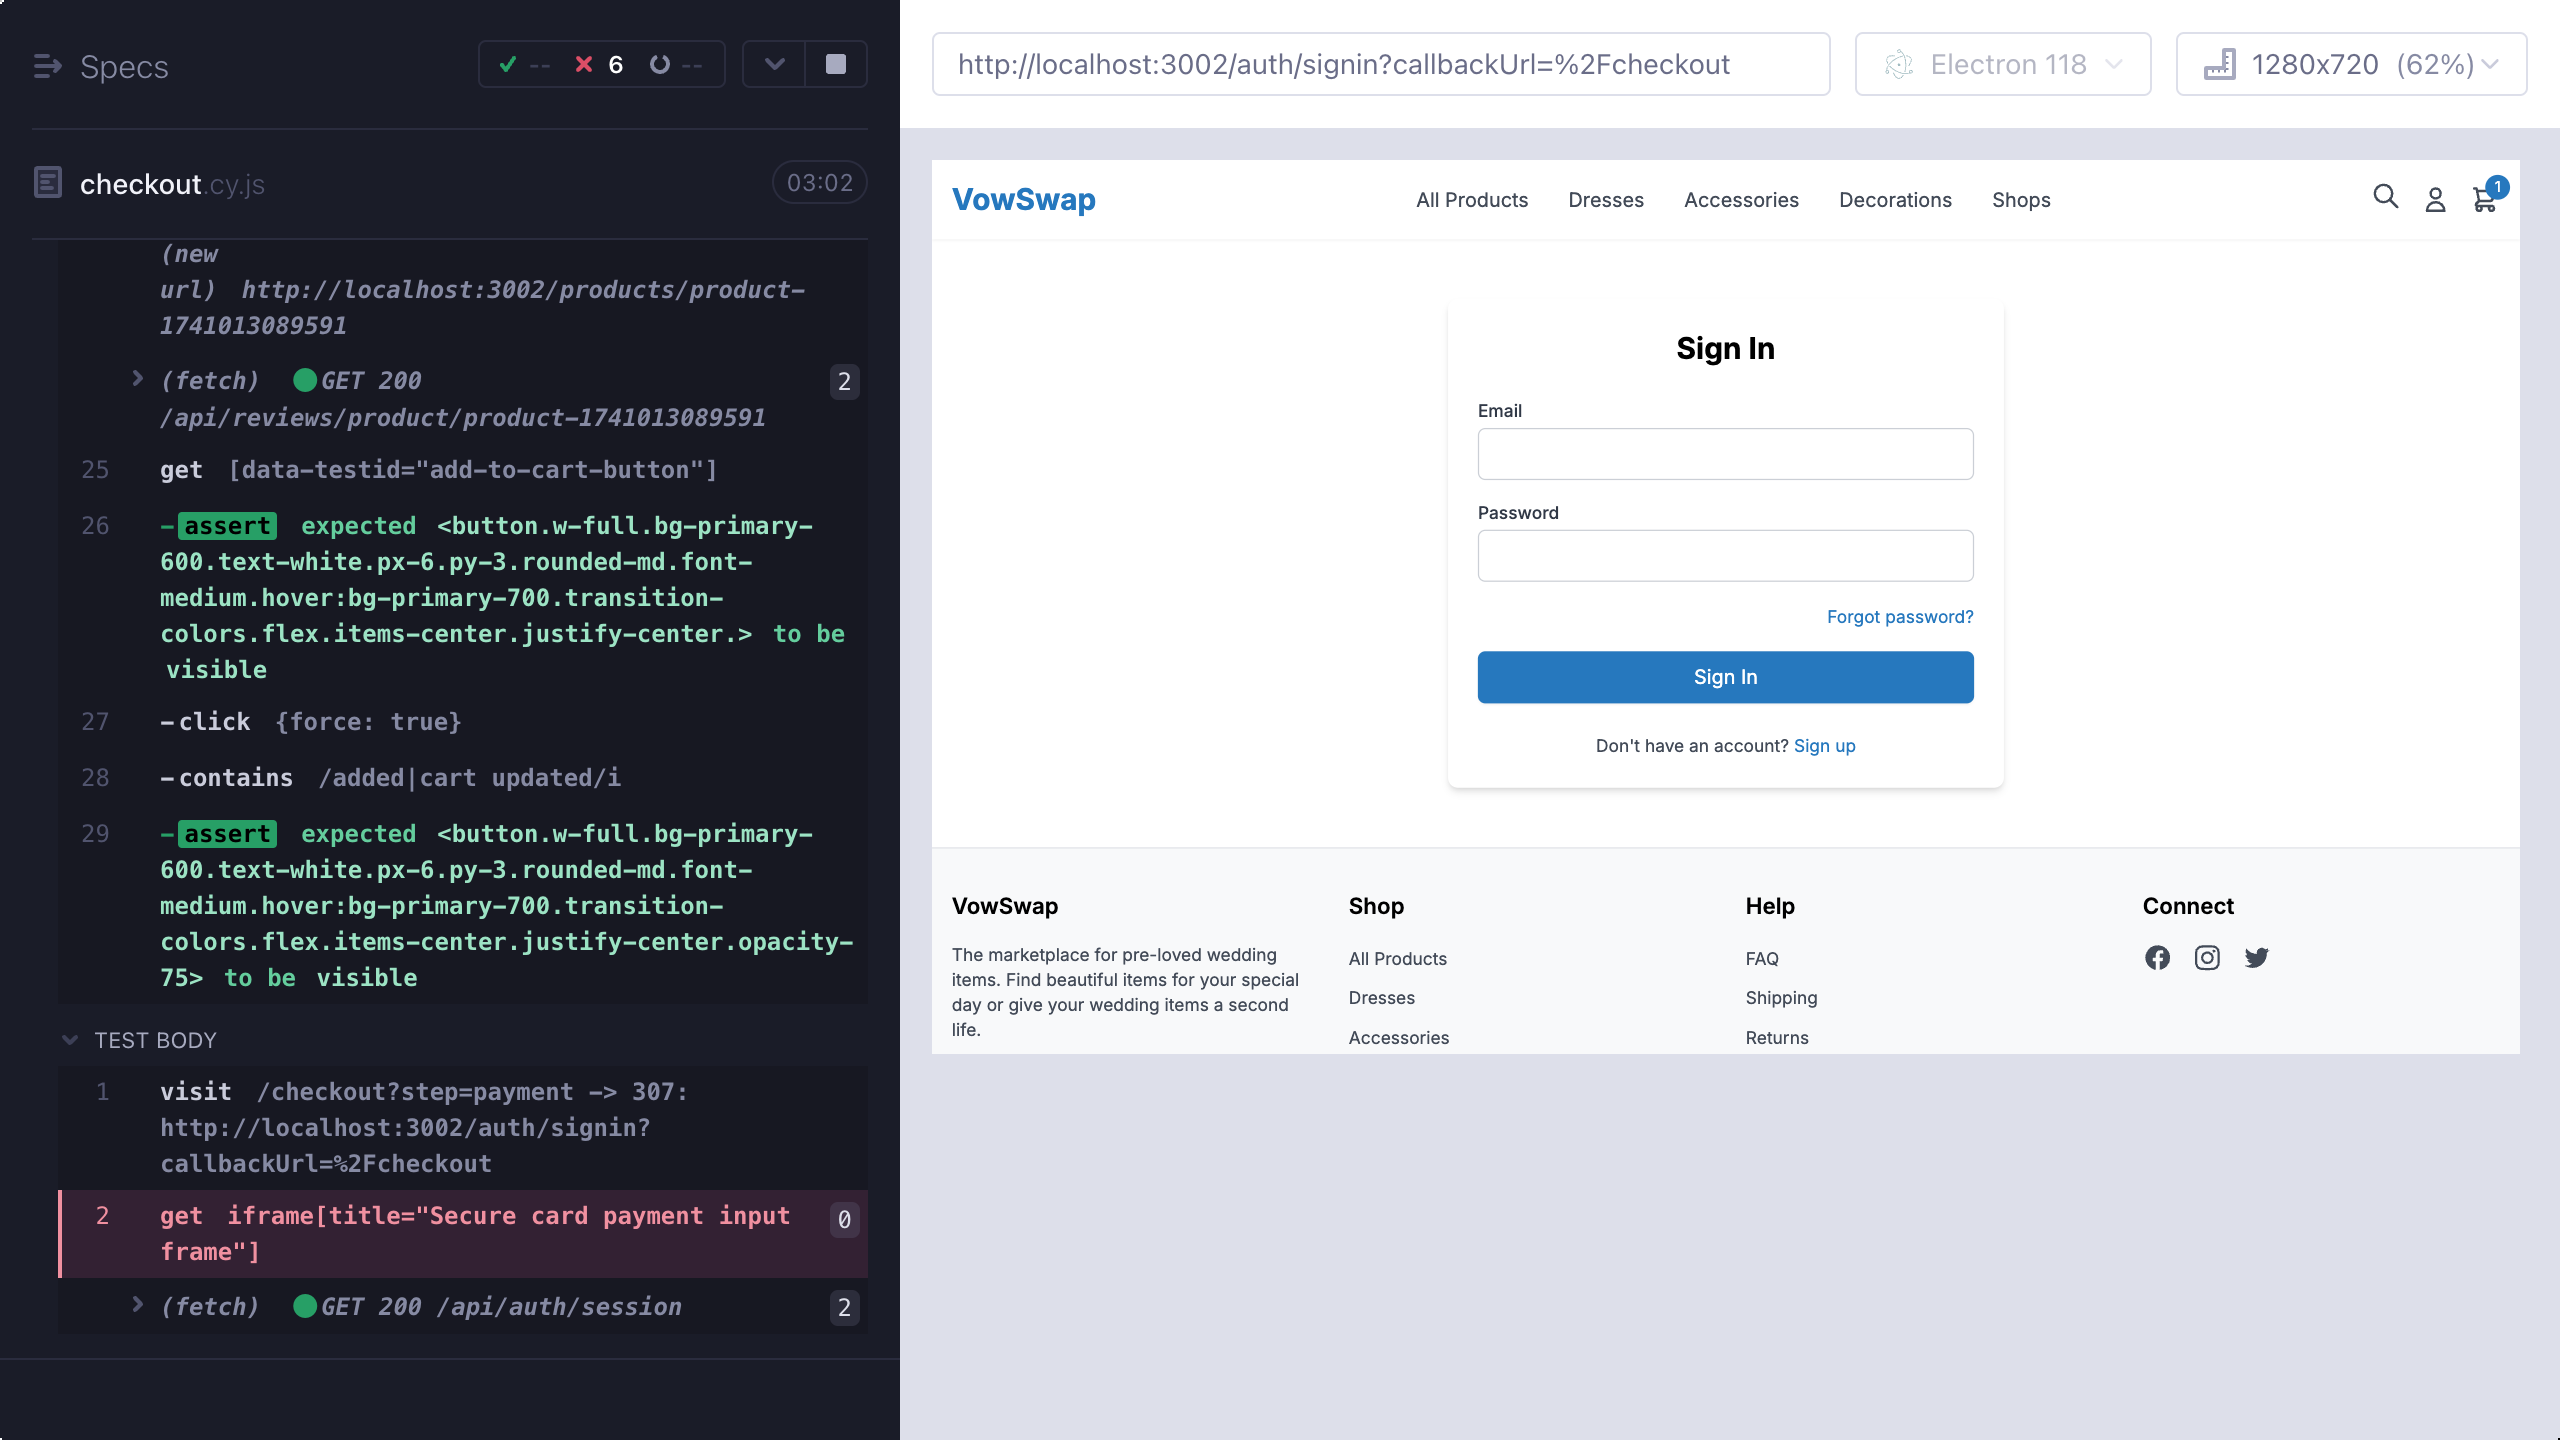 Specs
-- 6 --
checkout.cy.js
03:02
(new
url) http://localhost:3002/products/product-
1741013089591
(fetch) GET 200
2
/api/reviews/product/product-1741013089591
25 get [data-testid="add-to-cart-button"]
26 -assert expected <button.w-full.bg-primary-
600.text-white.px-6.py-3.rounded-md.font-
medium.hover:bg-primary-700.transition-
colors.flex.items-center.justify-center.> to be
visible
27 -click {force: true}
28 -contains /added|cart updated/i
29 -assert expected <button.w-full.bg-primary-
600.text-white.px-6.py-3.rounded-md.font-
medium.hover:bg-primary-700.transition-
colors.flex.items-center.justify-center.opacity-
75> to be visible
TEST BODY
1 visit /checkout?step=payment -> 307:
http://localhost:3002/auth/signin?
callbackUrl=%2Fcheckout
2 get iframe[title="Secure card payment input
0
frame"]
(fetch) GET 200 /api/auth/session
2
http://localhost:3002/auth/signin?callbackUrl=%2Fcheckout
Electron 118
1280x720 (62%)
VowSwap
All Products
Dresses
Accessories
Decorations
Shops
1
Sign In
Email
Password
Forgot password?
Sign In
Don't have an account? Sign up
VowSwap
The marketplace for pre-loved wedding
items. Find beautiful items for your special
day or give your wedding items a second
life.
Shop
All Products
Dresses
Accessories
Help
FAQ
Shipping
Returns
Connect